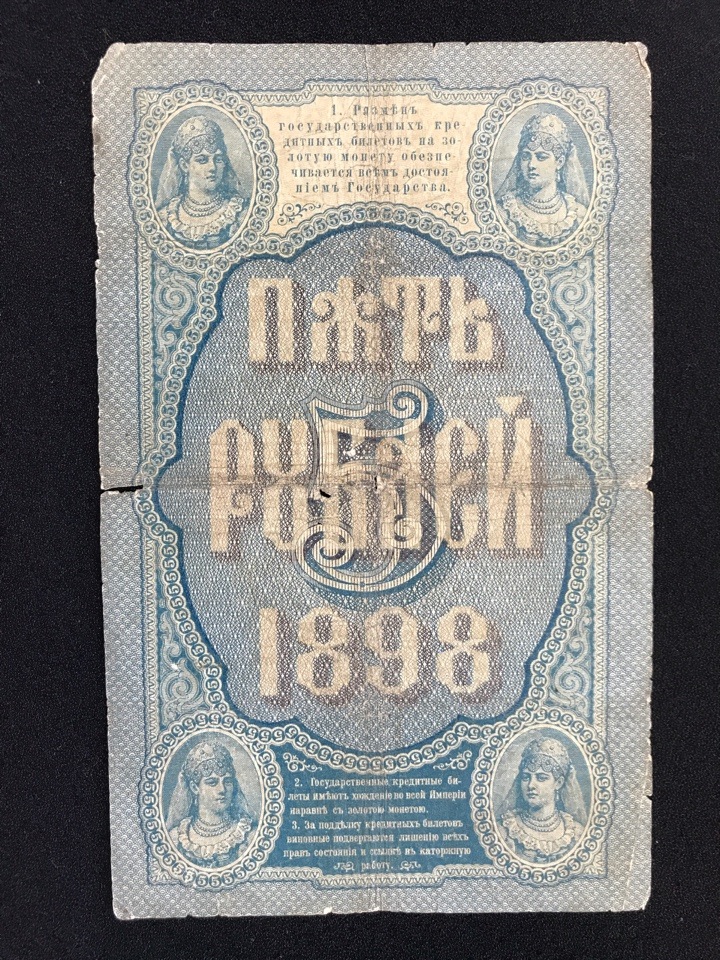 1. Размѣнъ
государственныхъ кре-
дитныхъ билетовъ на зо-
лотую монету обезпе-
чивается всѣмъ достоя-
ніемъ Государства.
ПЯТЬ
5
РУБЛЕЙ
1898
2. Государственные кредитные би-
леты имѣютъ хожденіе во всей Имперіи
наравнѣ съ золотою монетою.
3. За поддѣлку кредитныхъ билетовъ
виновные подвергаются лишенію всѣхъ
правъ состоянія и ссылкѣ въ каторжную
работу.